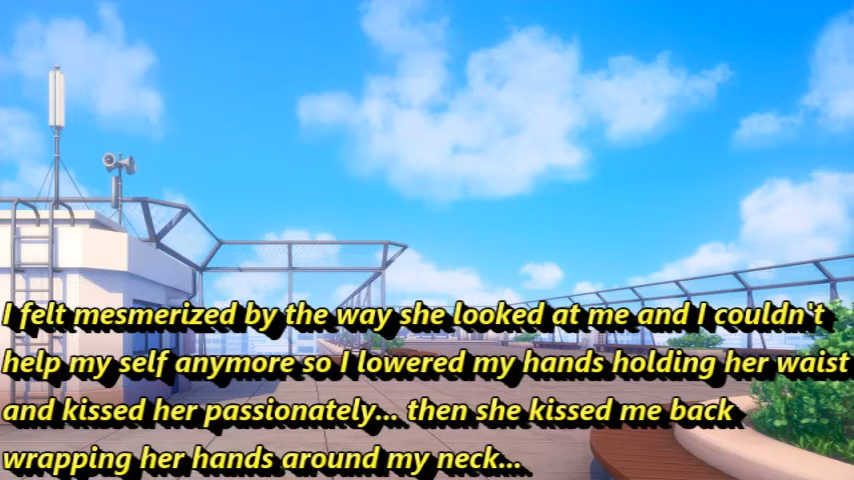 I felt mesmerized by the way she looked at me and I couldn't
help my self anymore so I lowered my hands holding her waist
and kissed her passionately... then she kissed me back
wrapping her hands around my neck...